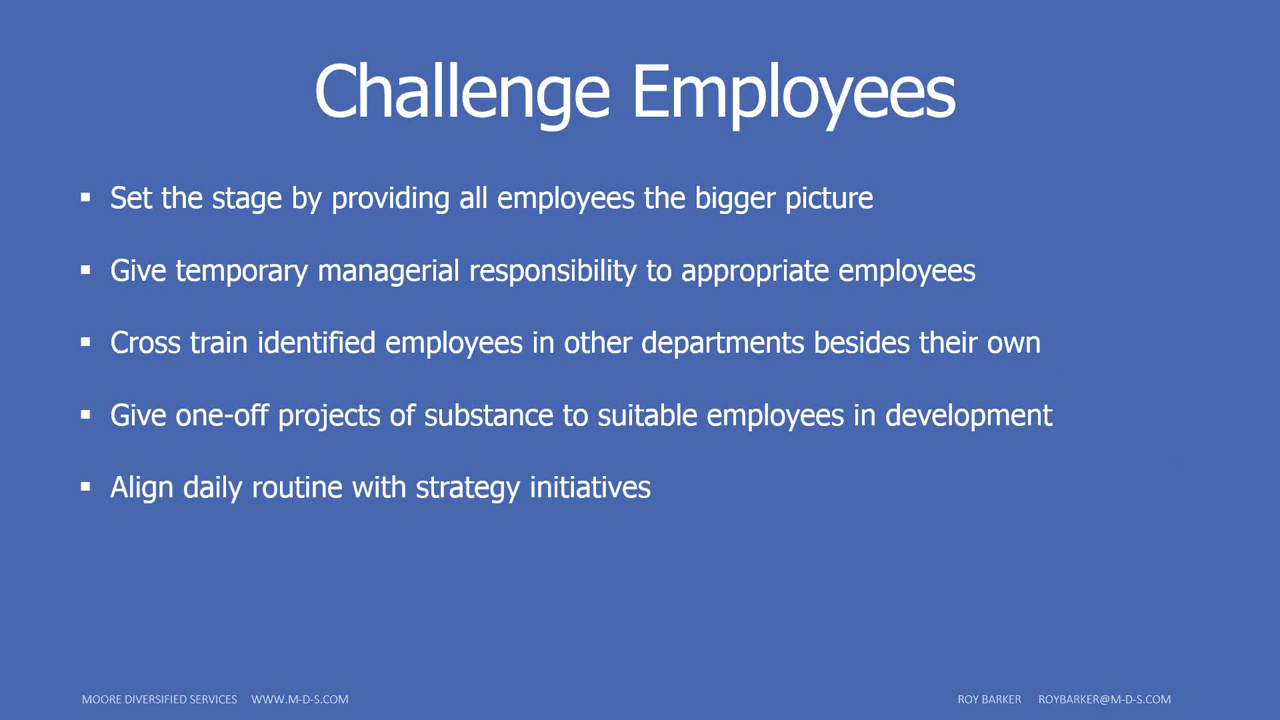 Challenge Employees
Set the stage by providing all employees the bigger picture
Give temporary managerial responsibility to appropriate employees
Cross train identified employees in other departments besides their own
Give one-off projects of substance to suitable employees in development
Align daily routine with strategy initiatives
MOORE DIVERSIFIED SERVICES WWW.M-D-S.COM ROY BARKER ROYBARKER@M-D-S.COM